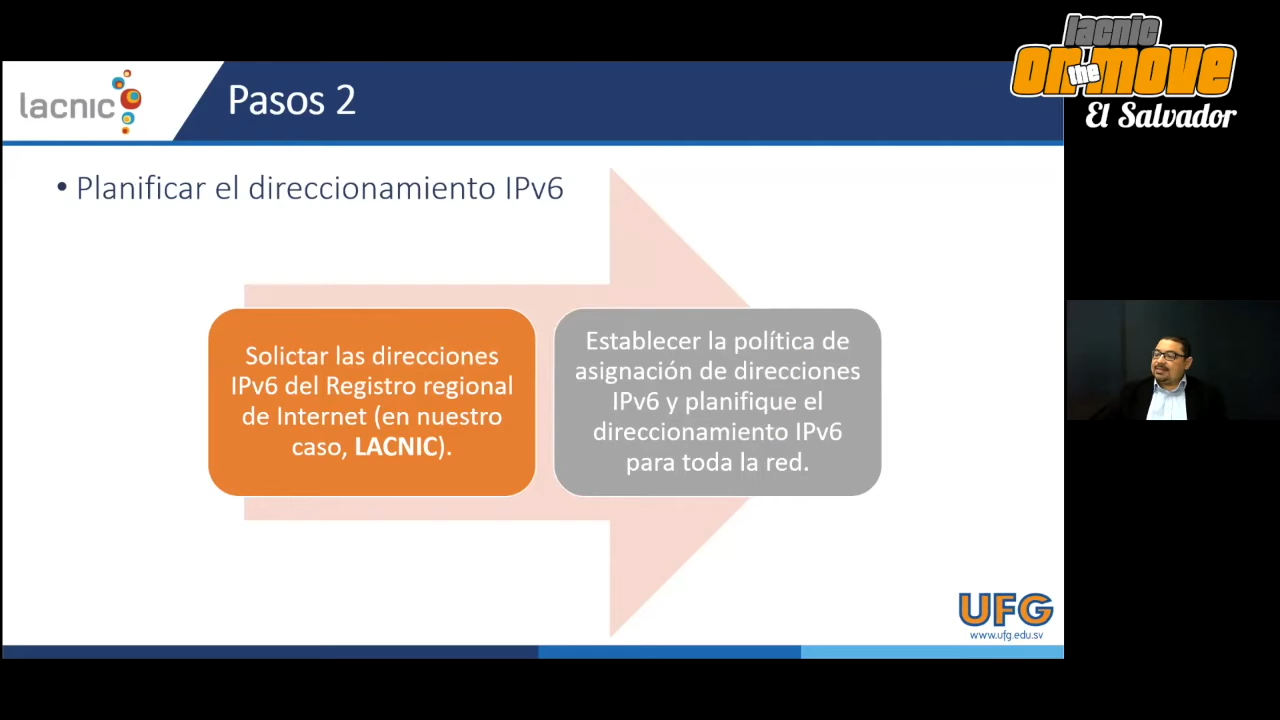 lacnic
on the move
El Salvador
lacnic
Pasos 2
• Planificar el direccionamiento IPv6
Solictar las direcciones
IPv6 del Registro regional
de Internet (en nuestro
caso, LACNIC).
Establecer la política de
asignación de direcciones
IPv6 y planifique el
direccionamiento IPv6
para toda la red.
UFG
www.ufg.edu.sv